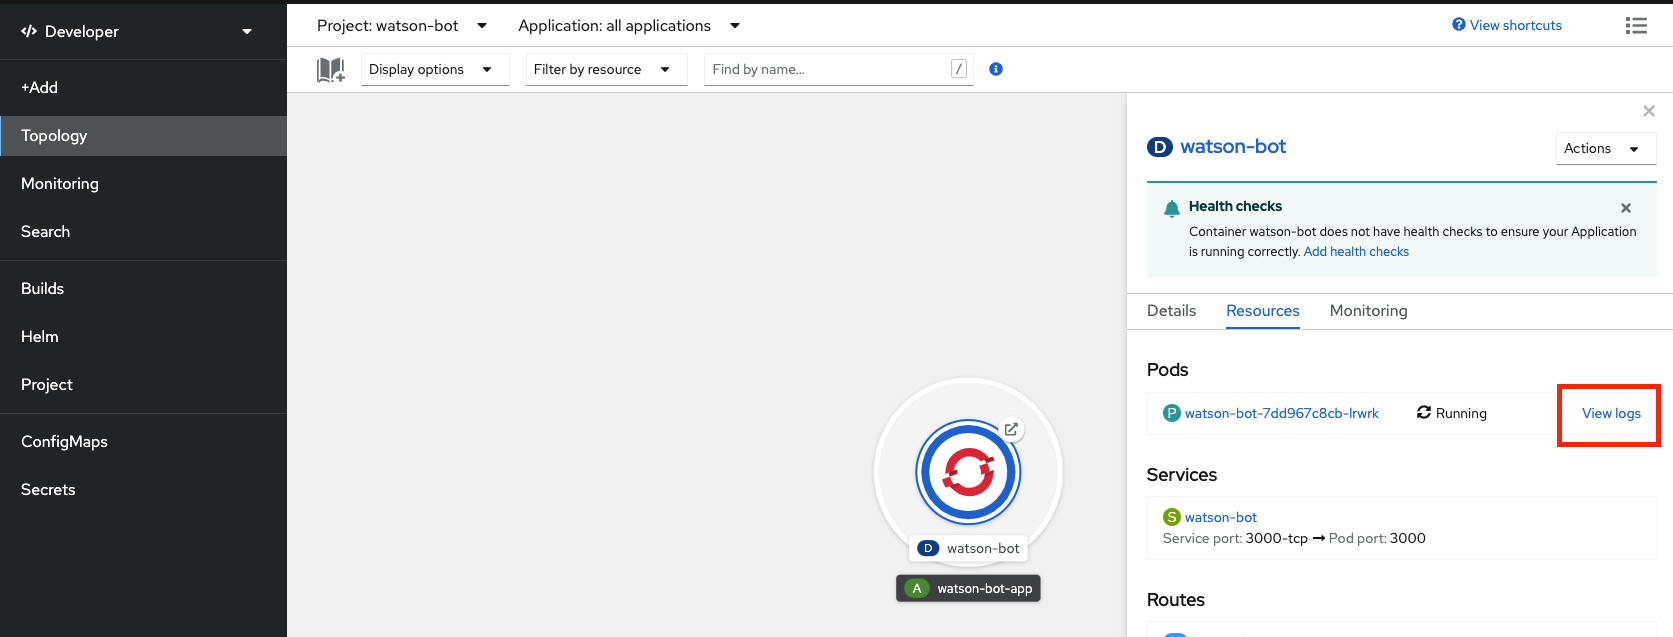 Developer
Project: watson-bot
Application: all applications
View shortcuts
Display options
Filter by resource
Find by name...
/
+Add
Topology
Monitoring
Search
Builds
Helm
Project
ConfigMaps
Secrets
D watson-bot
Actions
Health checks
Container watson-bot does not have health checks to ensure your Application
is running correctly. Add health checks
Details Resources Monitoring
Pods
P watson-bot-7dd967c8cb-lrwrk Running View logs
Services
S watson-bot
Service port: 3000-tcp → Pod port: 3000
Routes
D watson-bot
A watson-bot-app